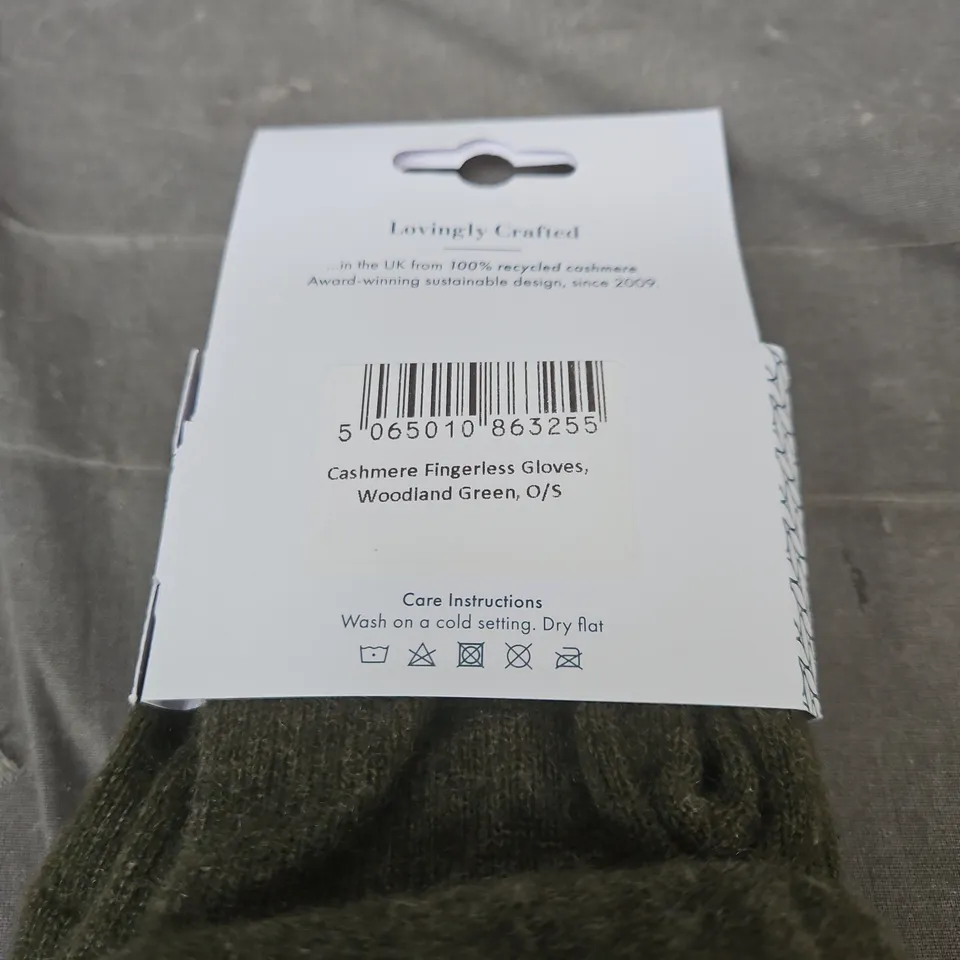 Lovingly Crafted
...in the UK from 100% recycled cashmere
Award-winning sustainable design, since 2009.
5 065010 863255
Cashmere Fingerless Gloves,
Woodland Green, O/S
Care Instructions
Wash on a cold setting. Dry flat